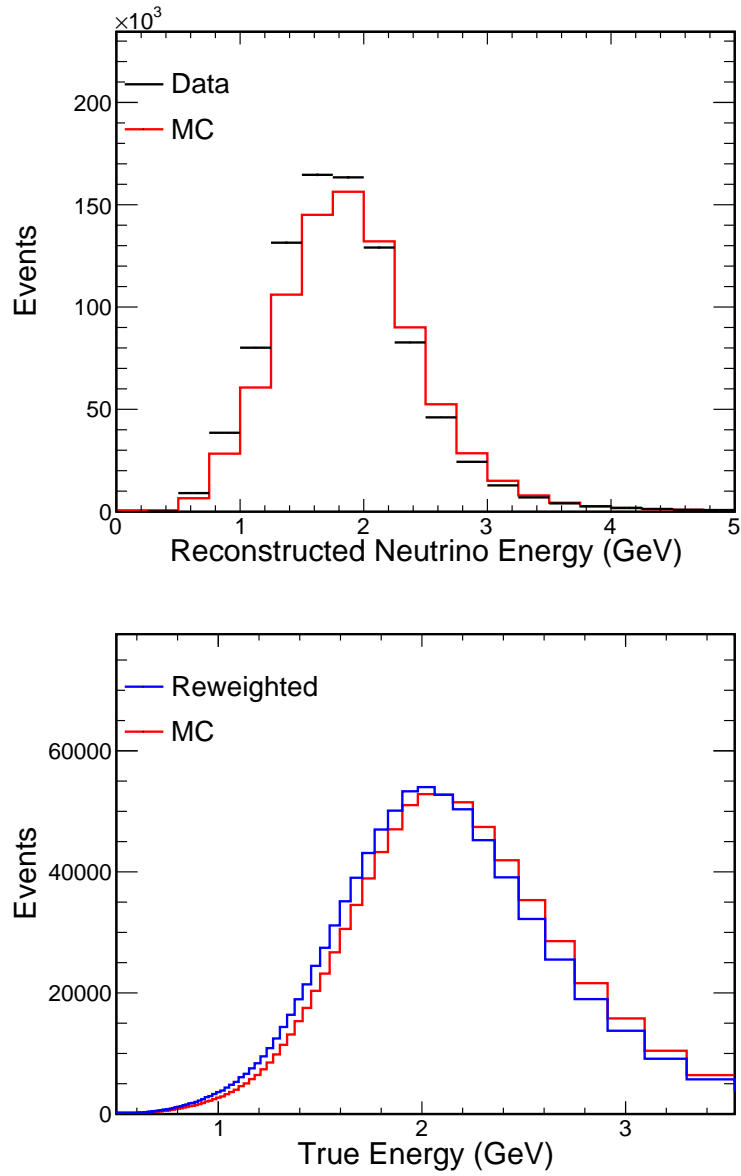 ×10³
200
150
100
50
0
Data
MC
Events
0 1 2 3 4 5
Reconstructed Neutrino Energy (GeV)
Reweighted
MC
60000
40000
20000
0
Events
1 2 3
True Energy (GeV)